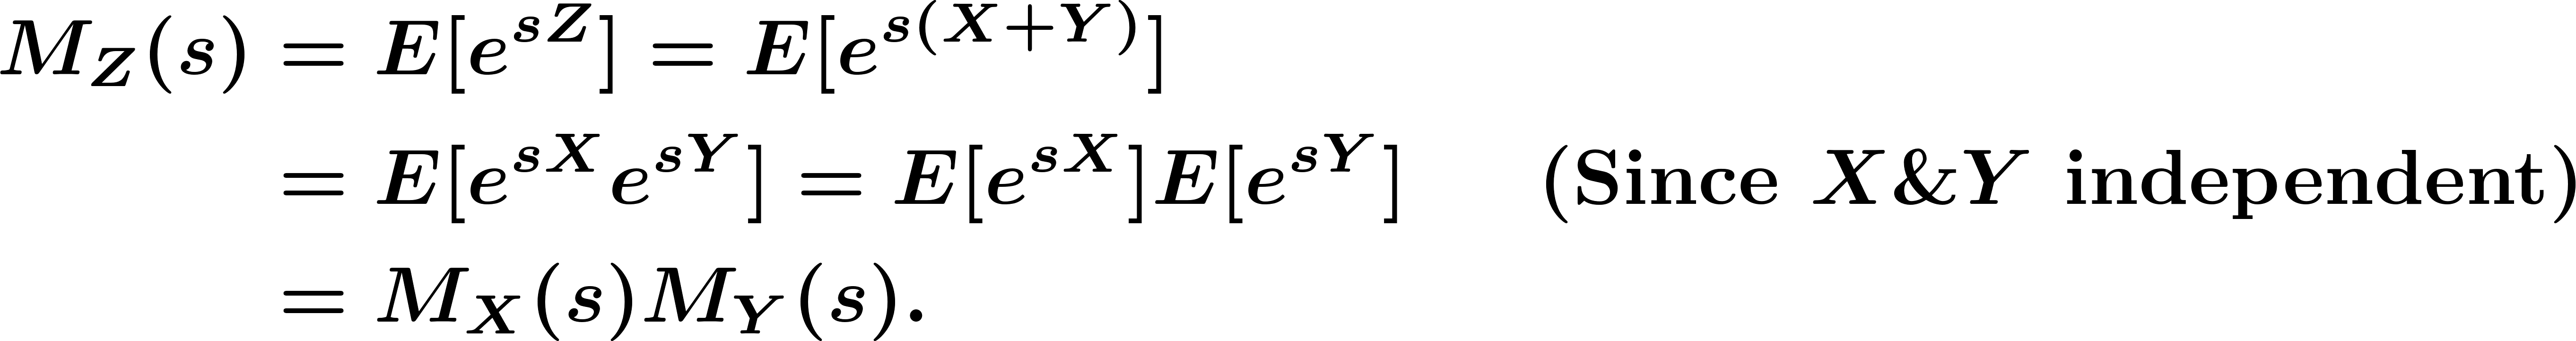 $M_Z(s) = E[e^{sZ}] = E[e^{s(X+Y)}]$
$= E[e^{sX}e^{sY}] = E[e^{sX}]E[e^{sY}]$ (Since $X \& Y$ independent)
$= M_X(s)M_Y(s).$